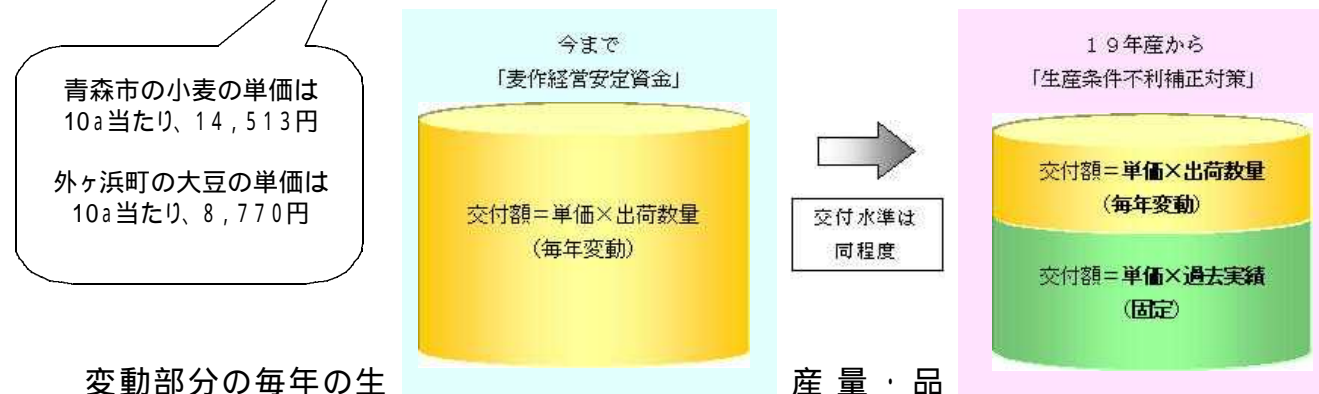 青森市の小麦の単価は
10a当たり、14,513円
外ヶ浜町の大豆の単価は
10a当たり、8,770円
今まで
「麦作経営安定資金」
交付額=単価×出荷数量
(毎年変動)
交付水準は
同程度
19年産から
「生産条件不利補正対策」
交付額=単価×出荷数量
(毎年変動)
交付額=単価×過去実績
(固定)
変動部分の毎年の生産量・品